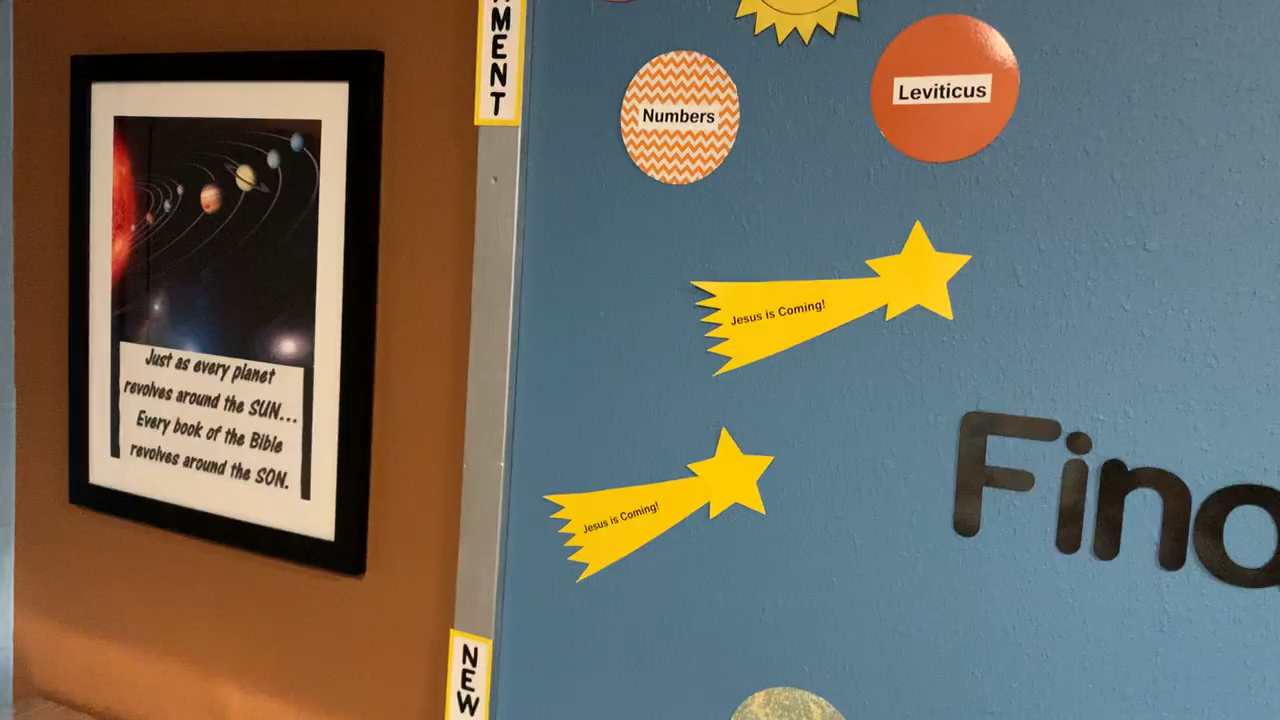 Just as every planet
revolves around the SUN...
Every book of the Bible
revolves around the SON.
MENT
Numbers
Leviticus
Jesus is Coming!
Jesus is Coming!
Fino
NEW